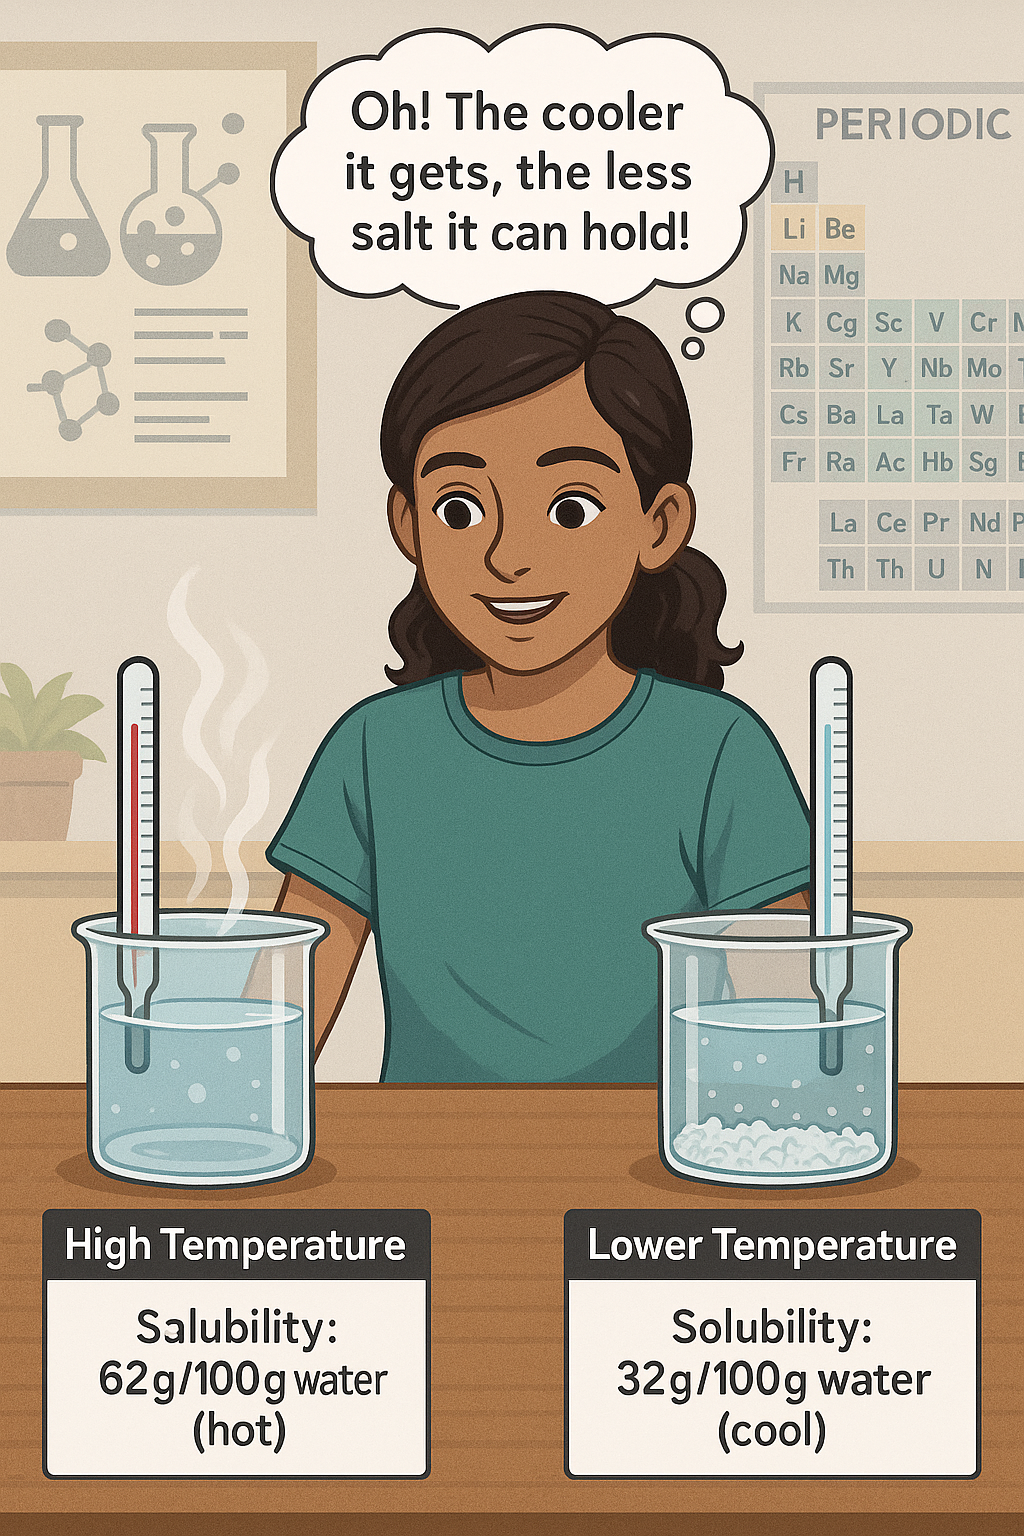 Oh! The cooler
it gets, the less
salt it can hold!
PERIODIC
H
Li Be
Na Mg
K Cg Sc V Cr
Rb Sr Y Nb Mo
Cs Ba La Ta W
Fr Ra Ac Hb Sg
La Ce Pr Nd
Th Th U N
High Temperature
Salubility:
62g/100g water
(hot)
Lower Temperature
Solubility:
32g/100g water
(cool)